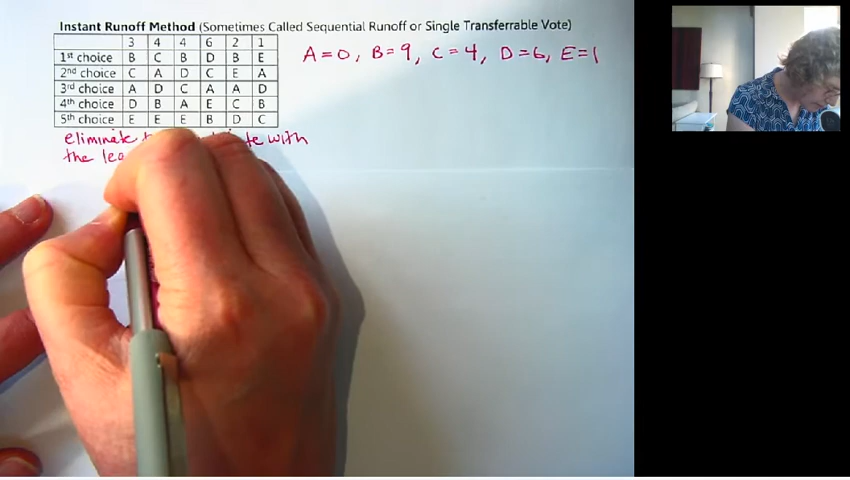 Instant Runoff Method (Sometimes Called Sequential Runoff or Single Transferrable Vote)
3 4 4 6 2 1
1st choice B C B D B E
2nd choice C A D C E A
3rd choice A D C A A D
4th choice D B A E C B
5th choice E E E B D C
A=0, B=9, C=4, D=6, E=1
eliminate with
the